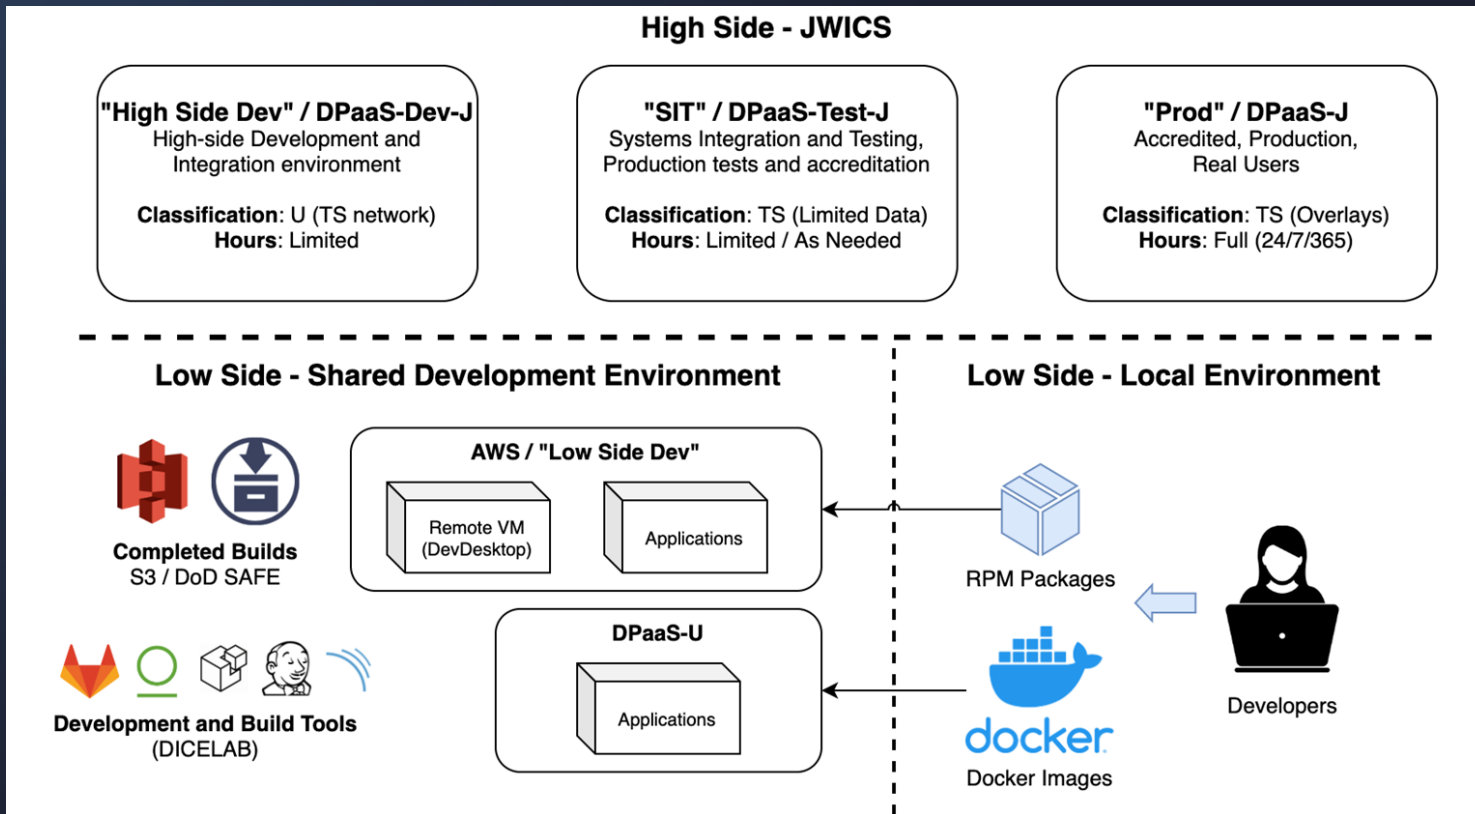 High Side - JWICS
"High Side Dev" / DPaaS-Dev-J
High-side Development and
Integration environment
Classification: U (TS network)
Hours: Limited
"SIT" / DPaaS-Test-J
Systems Integration and Testing,
Production tests and accreditation
Classification: TS (Limited Data)
Hours: Limited / As Needed
"Prod" / DPaaS-J
Accredited, Production,
Real Users
Classification: TS (Overlays)
Hours: Full (24/7/365)
Low Side - Shared Development Environment
Completed Builds
S3 / DoD SAFE
Development and Build Tools
(DICELAB)
AWS / "Low Side Dev"
Remote VM
(DevDesktop)
Applications
DPaaS-U
Applications
Low Side - Local Environment
RPM Packages
docker
Docker Images
Developers